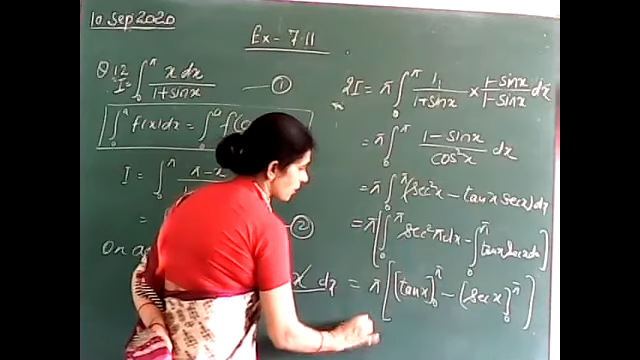 10 Sep 2020
Ex - 7.11
Q12
I = ∫₀^π x dx / 1+sinx — ①
∫₀^a f(x)dx = ∫₀^a f(a
I = ∫₀^π π-x
=
②
On a
x dx
2I = π ∫₀^π 1/1+sinx × 1-sinx/1-sinx dx
= π ∫₀^π 1-sinx / cos²x dx
= π ∫₀^π (sec²x - tanx secx) dx
= π [∫₀^π sec²x dx - ∫₀^π tanx secx dx]
= π [(tanx)₀^π - (secx)₀^π]